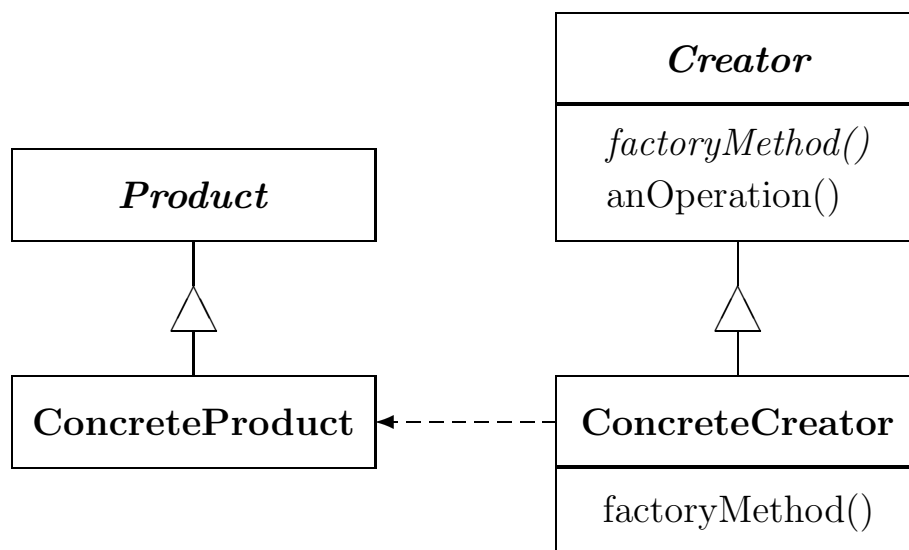 Creator
factoryMethod()
anOperation()
Product
ConcreteProduct
ConcreteCreator
factoryMethod()